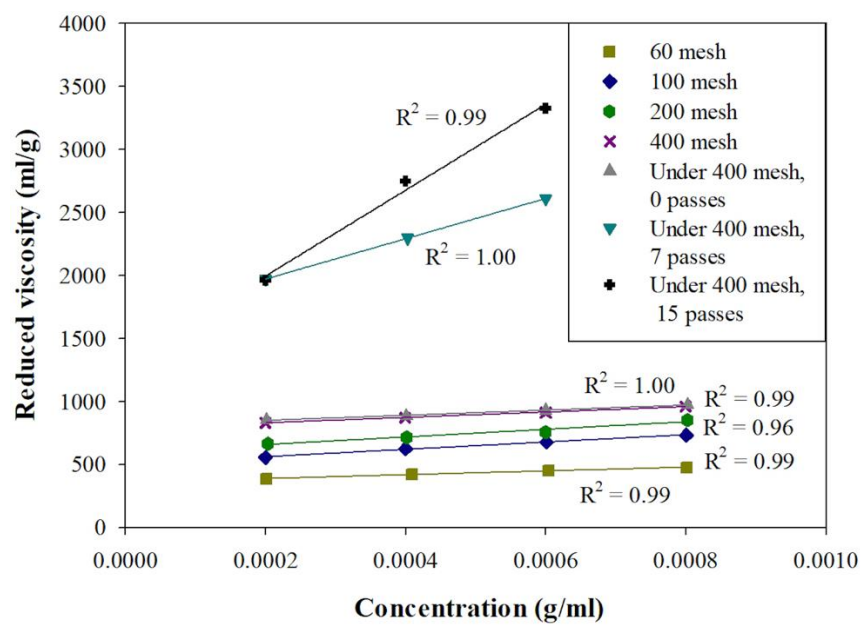 4000
3500
3000
2500
2000
1500
1000
500
0
Reduced viscosity (ml/g)
R² = 0.99
R² = 1.00
R² = 1.00
R² = 0.99
R² = 0.96
R² = 0.99
R² = 0.99
60 mesh
100 mesh
200 mesh
400 mesh
Under 400 mesh,
0 passes
Under 400 mesh,
7 passes
Under 400 mesh,
15 passes
0.0000 0.0002 0.0004 0.0006 0.0008 0.0010
Concentration (g/ml)